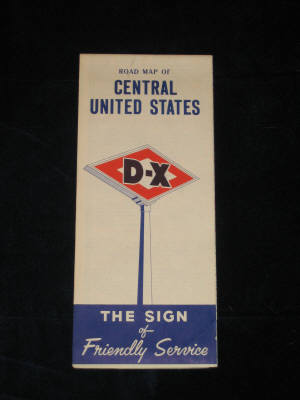 ROAD MAP OF
CENTRAL
UNITED STATES
D-X
THE SIGN
of
Friendly Service